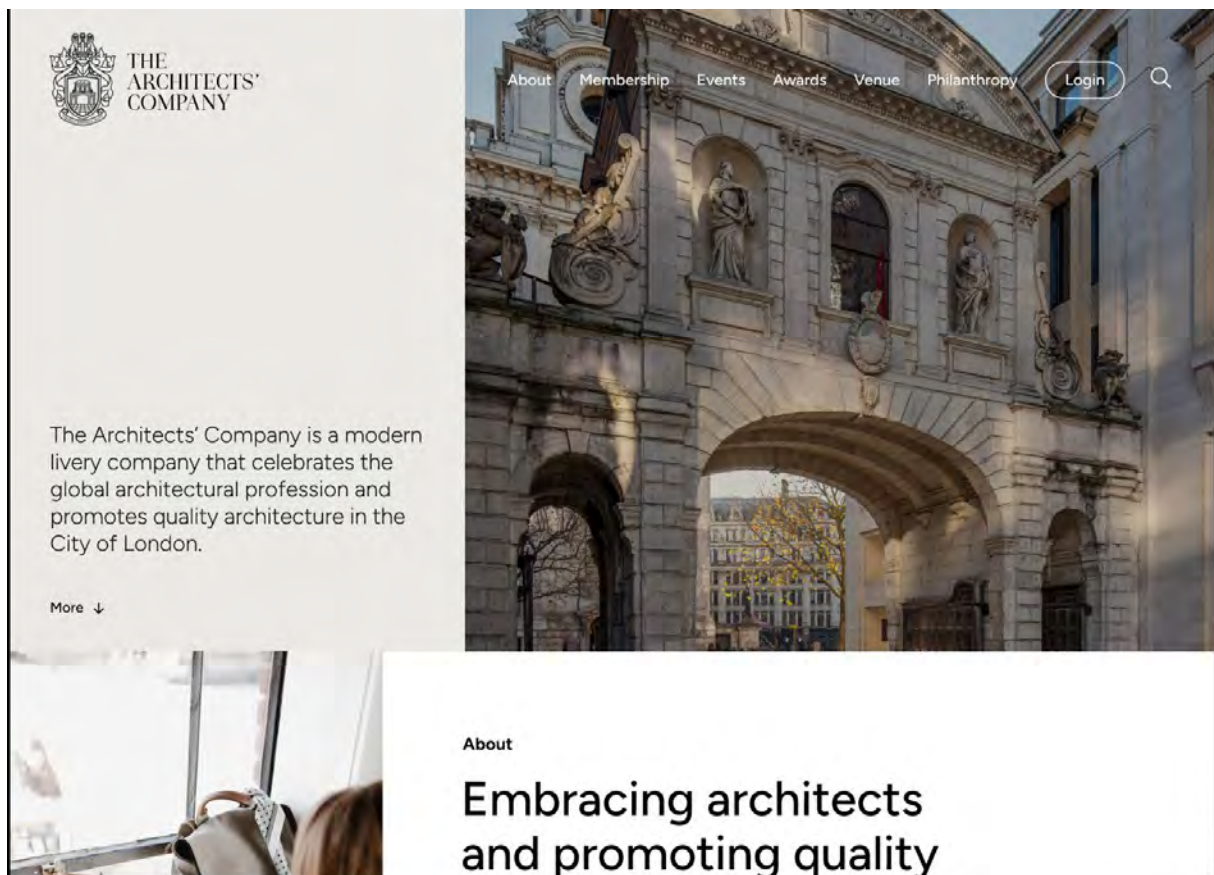 THE
ARCHITECTS’
COMPANY
About Membership Events Awards Venue Philanthropy Login
The Architects’ Company is a modern
livery company that celebrates the
global architectural profession and
promotes quality architecture in the
City of London.
More ↓
About
Embracing architects
and promoting quality